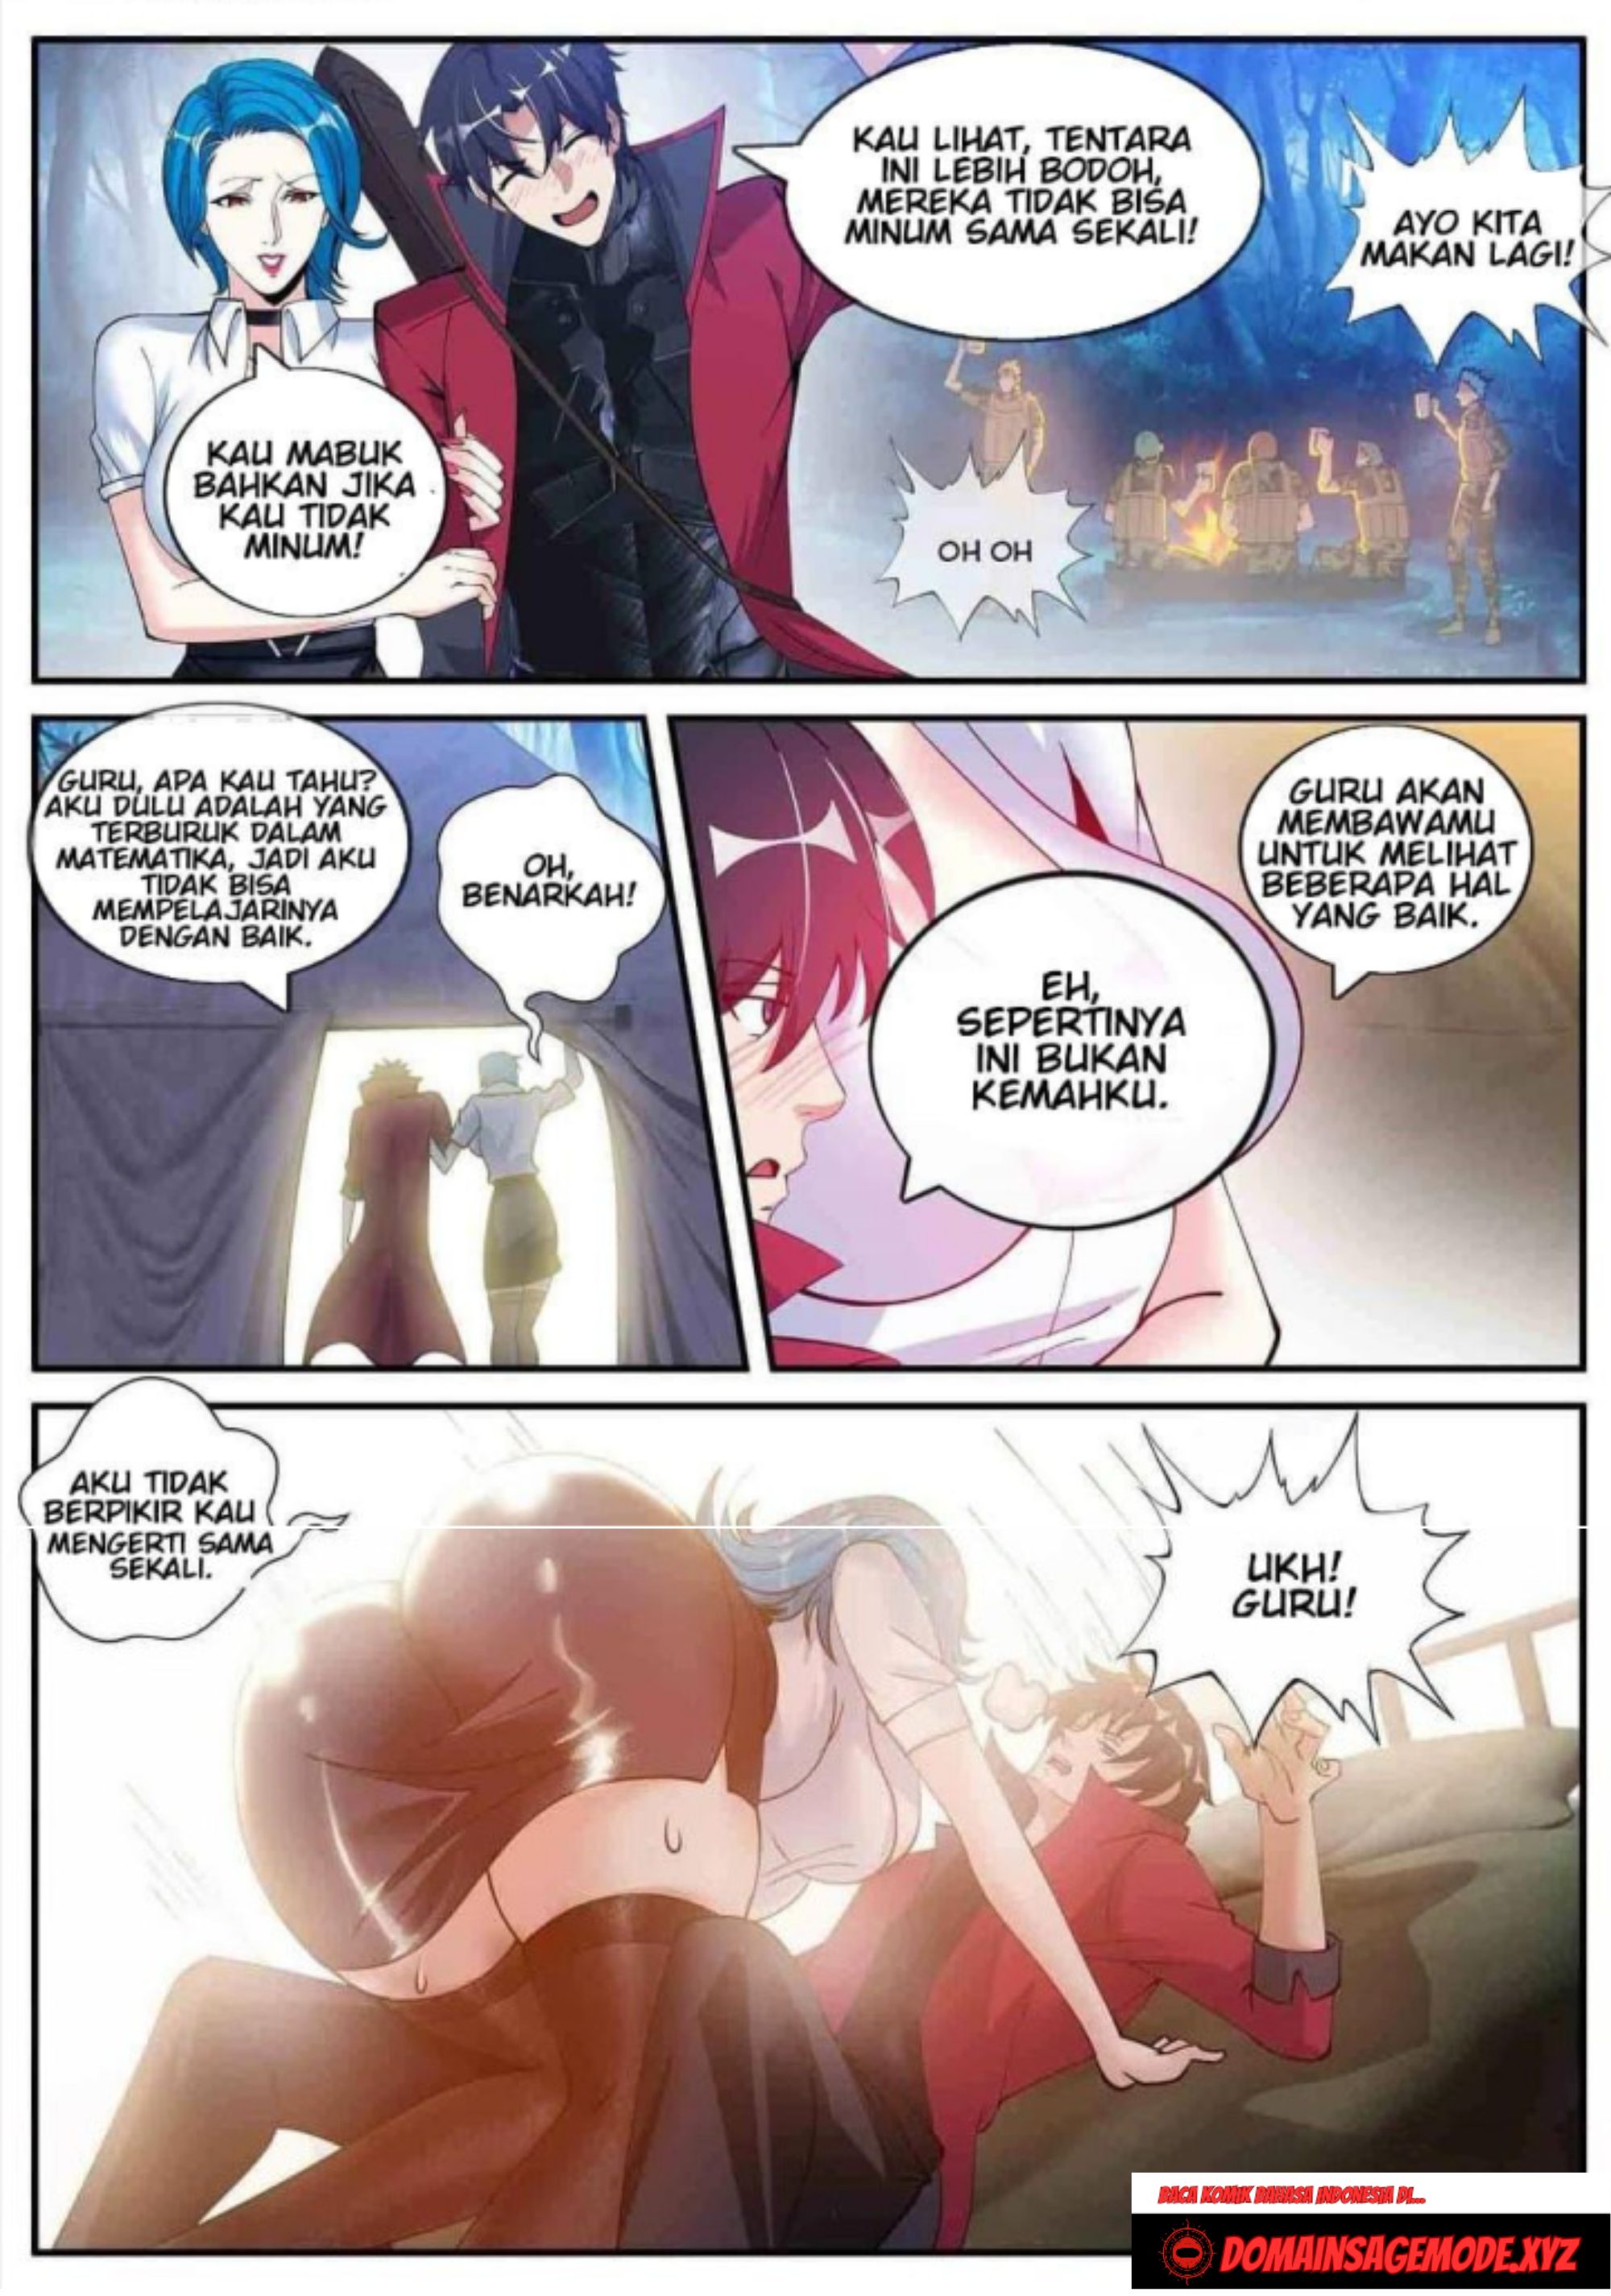 KAU LIHAT, TENTARA
INI LEBIH BODOH,
MEREKA TIDAK BISA
MINUM SAMA SEKALI!
AYO KITA
MAKAN LAGI!
KAU MABUK
BAHKAN JIKA
KAU TIDAK
MINUM!
OH OH
GURU, APA KAU TAHU?
AKU DULU ADALAH YANG
TERBURUK DALAM
MATEMATIKA, JADI AKU
TIDAK BISA
MEMPELAJARINYA
DENGAN BAIK.
OH,
BENARKAH!
GURU AKAN
MEMBAWAMU
UNTUK MELIHAT
BEBERAPA HAL
YANG BAIK.
EH,
SEPERTINYA
INI BUKAN
KEMAHKU.
AKU TIDAK
BERPIKIR KAU
MENGERTI SAMA
SEKALI.
UKH!
GURU!
BACA KOMIK BAHASA INDONESIA DI...
DOMAINSAGEMODE.XYZ